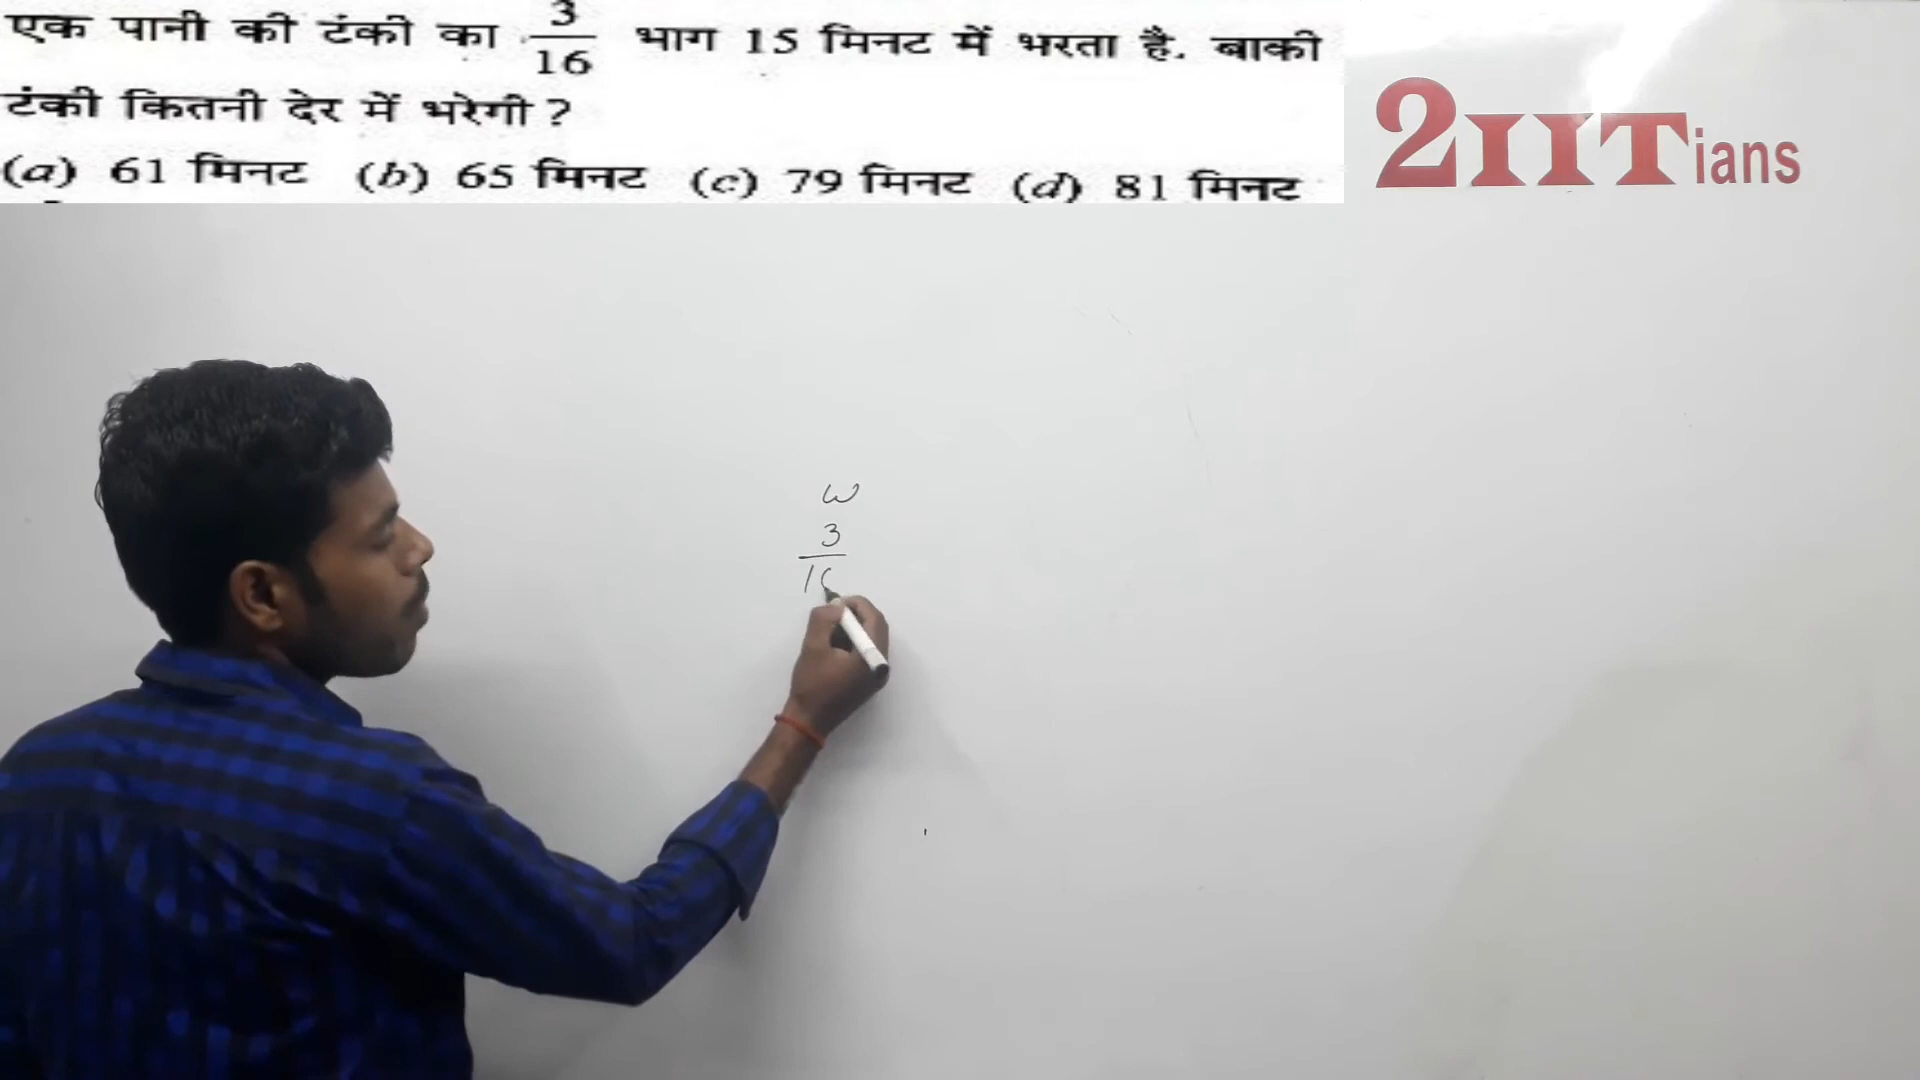 एक पानी की टंकी का 3/16 भाग 15 मिनट में भरता है. बाकी
टंकी कितनी देर में भरेगी ?
(a) 61 मिनट (b) 65 मिनट (c) 79 मिनट (d) 81 मिनट
2IITians
W
3
16